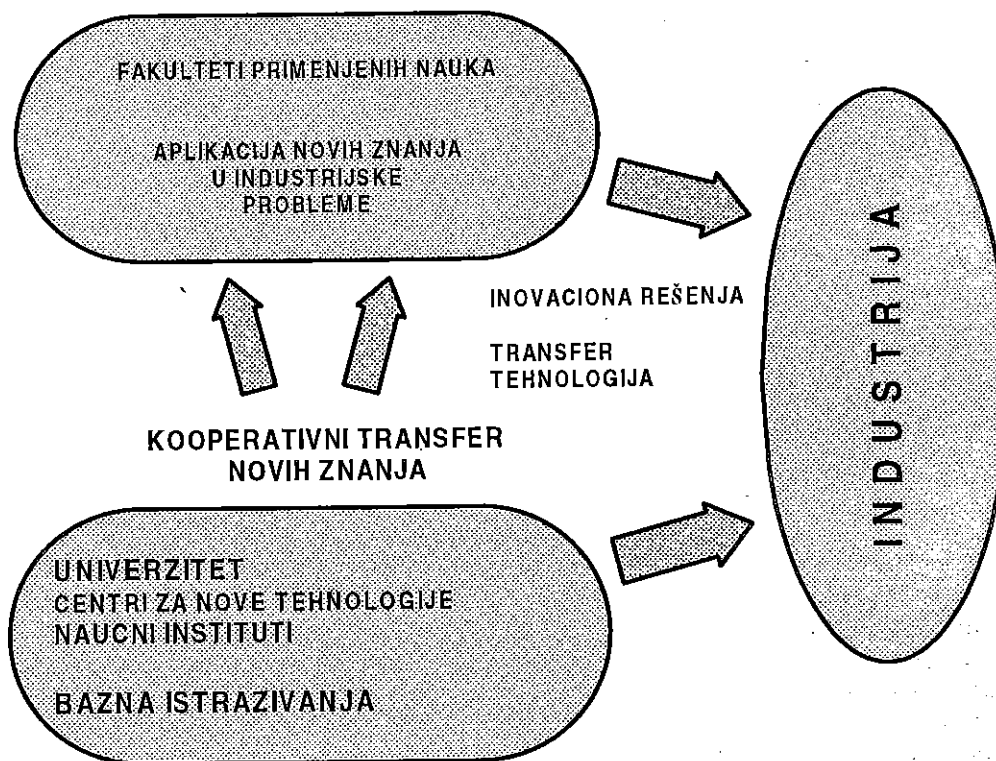 FAKULTETI PRIMENJENIH NAUKA
APLIKACIJA NOVIH ZNANJA
U INDUSTRIJSKE
PROBLEME
INOVACIONA REŠENJA
TRANSFER
TEHNOLOGIJA
KOOPERATIVNI TRANSFER
NOVIH ZNANJA
UNIVERZITET
CENTRI ZA NOVE TEHNOLOGIJE
NAUCNI INSTITUTI
BAZNA ISTRAZIVANJA
INDUSTRIJA